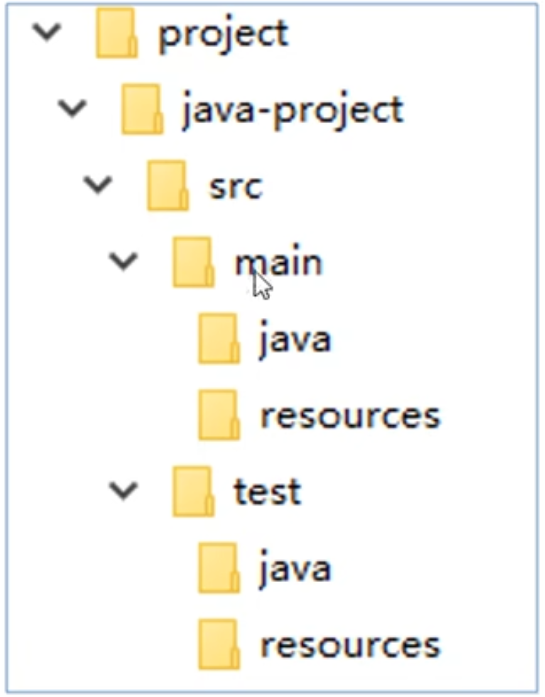 project
java-project
src
main
java
resources
test
java
resources